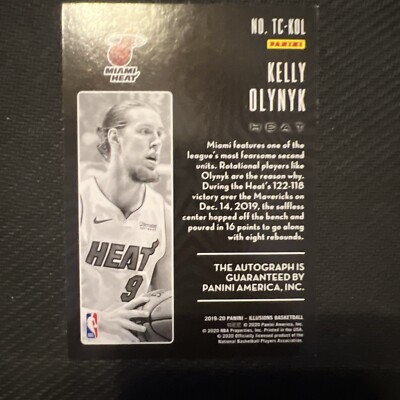 NO. TC-KOL
PANINI
MIAMI
HEAT
KELLY
OLYNYK
HEAT
Miami features one of the
league's most fearsome second
units. Rotational players like
Olynyk are the reason why.
During the Heat's 122-118
victory over the Mavericks on
Dec. 14, 2019, the selfless
center hopped off the bench and
poured in 16 points to go along
with eight rebounds.
HEAT
9
THE AUTOGRAPH IS
GUARANTEED BY
PANINI AMERICA, INC.
NBA
2019-20 PANINI – ILLUSIONS BASKETBALL
© 2020 Panini America, Inc.
© 2020 NBA Properties, Inc. Printed in the USA.
© 2020 Officially licensed product of the
National Basketball Players Association.